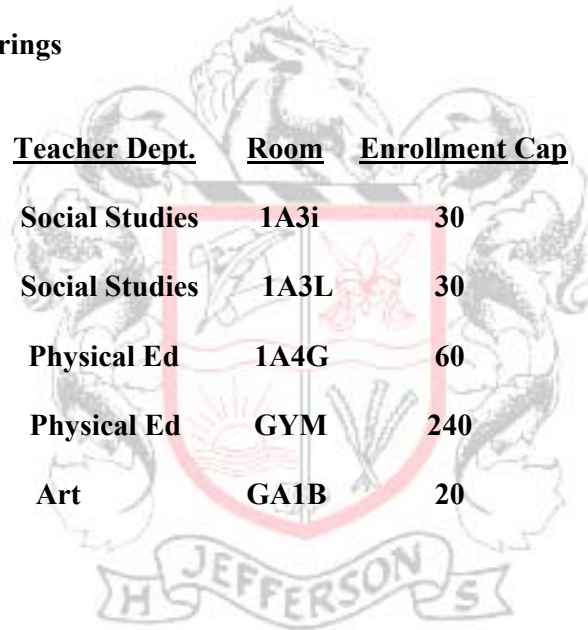 rings
Teacher Dept. Room Enrollment Cap
Social Studies 1A3i 30
Social Studies 1A3L 30
Physical Ed 1A4G 60
Physical Ed GYM 240
Art GA1B 20
JEFFERSON
H S